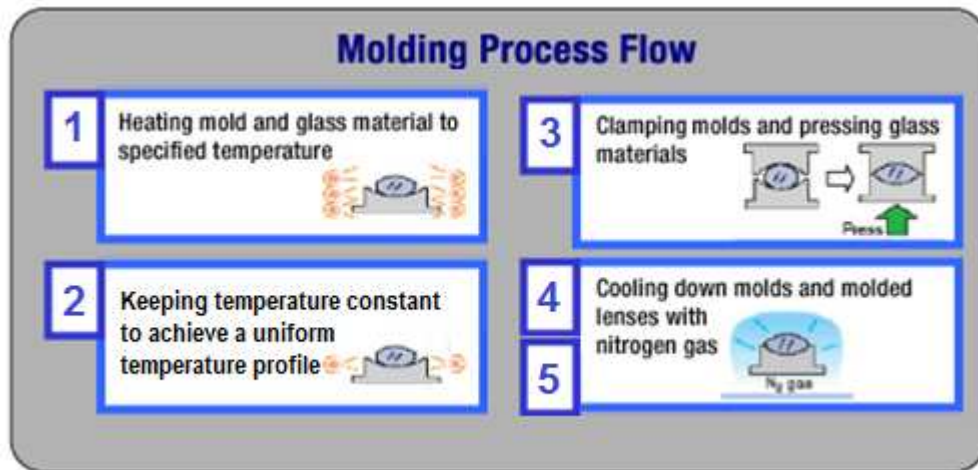 Molding Process Flow
1
Heating mold and glass material to
specified temperature
2
Keeping temperature constant
to achieve a uniform
temperature profile
3
Clamping molds and pressing glass
materials
Press
4
5
Cooling down molds and molded
lenses with
nitrogen gas
N₂ gas